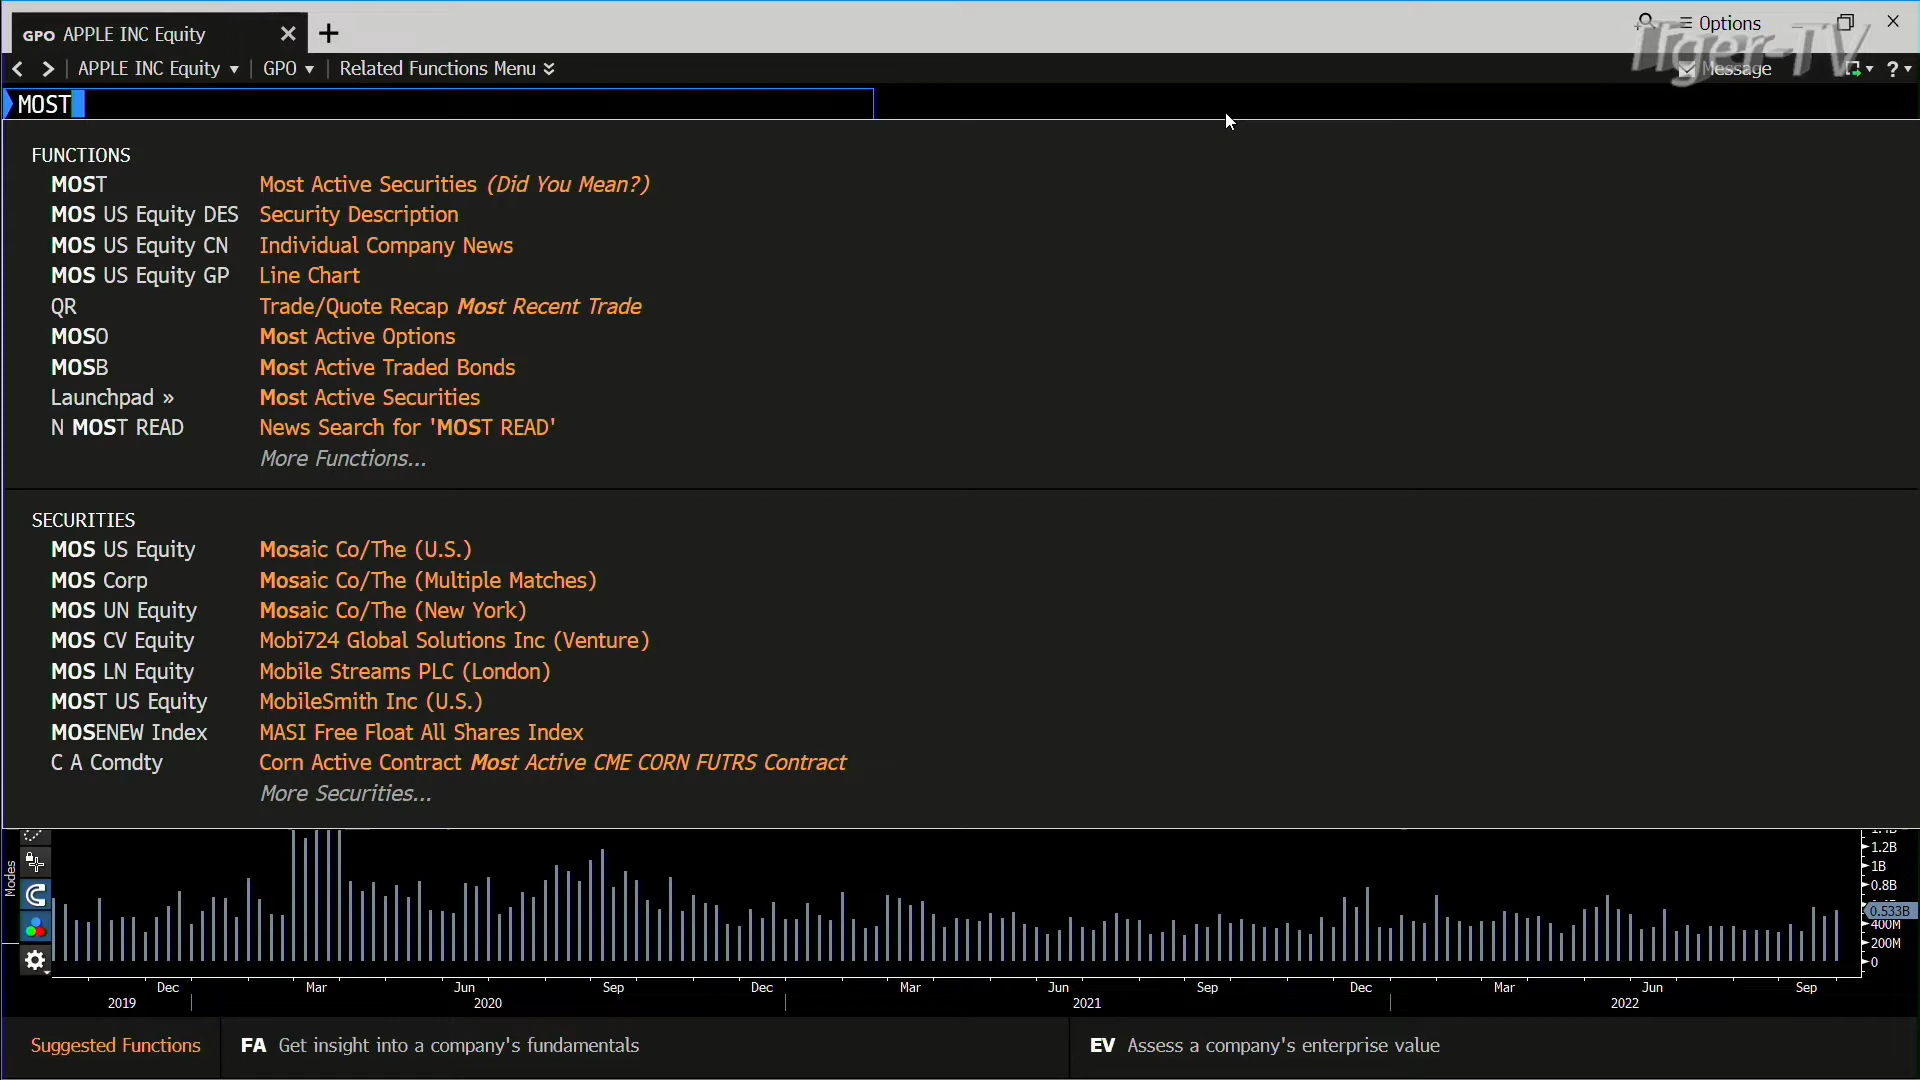 GPO APPLE INC Equity
Options
Tiger-TV
APPLE INC Equity
GPO
Related Functions Menu
Message
?
MOST
FUNCTIONS
MOST Most Active Securities (Did You Mean?)
MOS US Equity DES Security Description
MOS US Equity CN Individual Company News
MOS US Equity GP Line Chart
QR Trade/Quote Recap Most Recent Trade
MOSO Most Active Options
MOSB Most Active Traded Bonds
Launchpad » Most Active Securities
N MOST READ News Search for 'MOST READ'
More Functions...
SECURITIES
MOS US Equity Mosaic Co/The (U.S.)
MOS Corp Mosaic Co/The (Multiple Matches)
MOS UN Equity Mosaic Co/The (New York)
MOS CV Equity Mobi724 Global Solutions Inc (Venture)
MOS LN Equity Mobile Streams PLC (London)
MOST US Equity MobileSmith Inc (U.S.)
MOSENEW Index MASI Free Float All Shares Index
C A Comdty Corn Active Contract Most Active CME CORN FUTRS Contract
More Securities...
Modes
1.2B
1B
0.8B
0.533B
400M
200M
0
Dec Mar Jun Sep Dec Mar Jun Sep Dec Mar Jun Sep
2019 2020 2021 2022
Suggested Functions
FA Get insight into a company's fundamentals
EV Assess a company's enterprise value